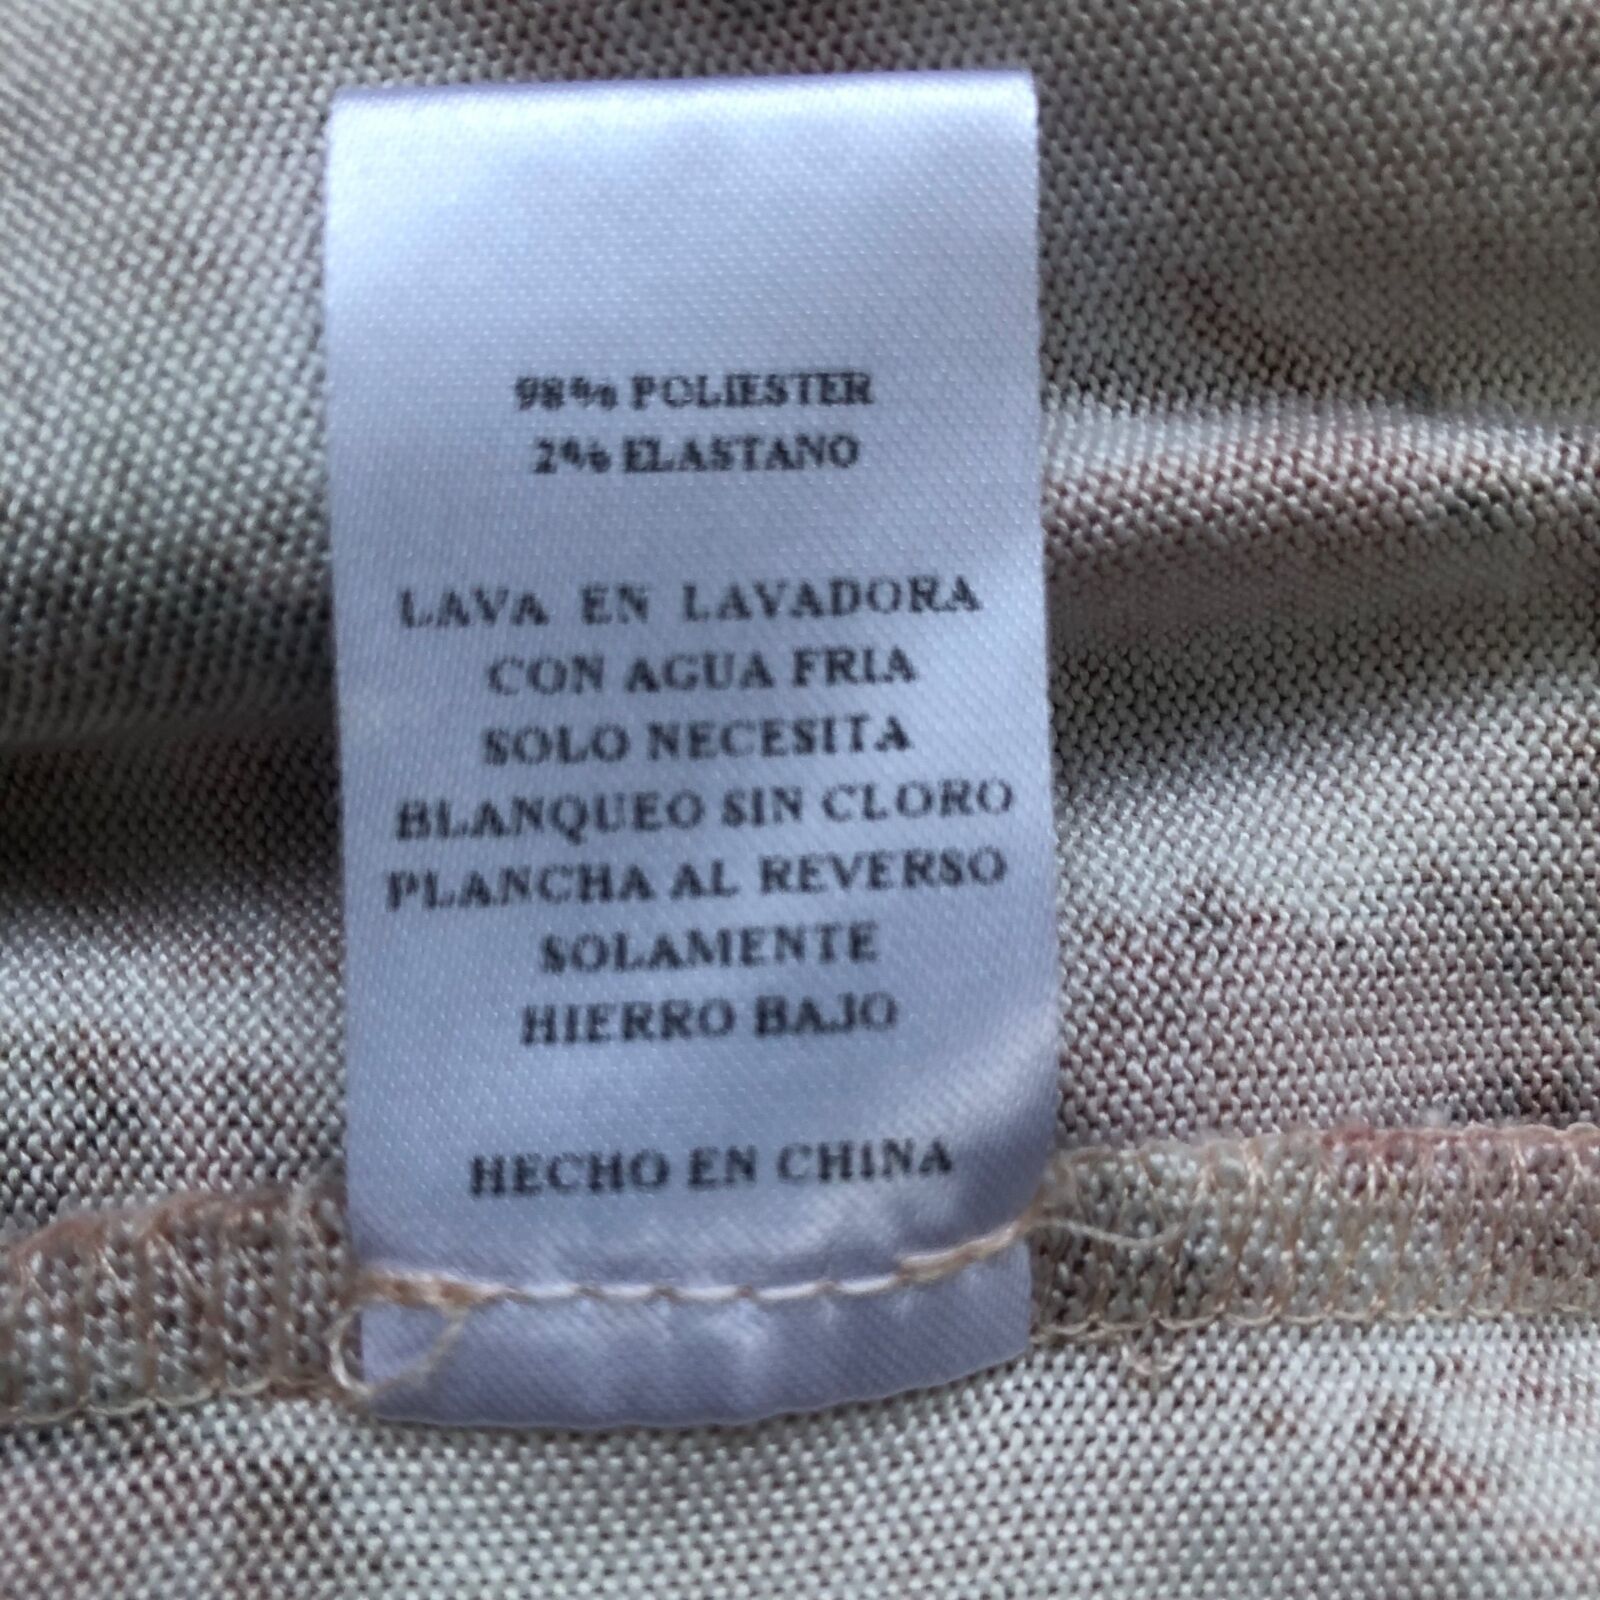 98% POLIESTER
2% ELASTANO
LAVA EN LAVADORA
CON AGUA FRIA
SOLO NECESITA
BLANQUEO SIN CLORO
PLANCHA AL REVERSO
SOLAMENTE
HIERRO BAJO
HECHO EN CHINA